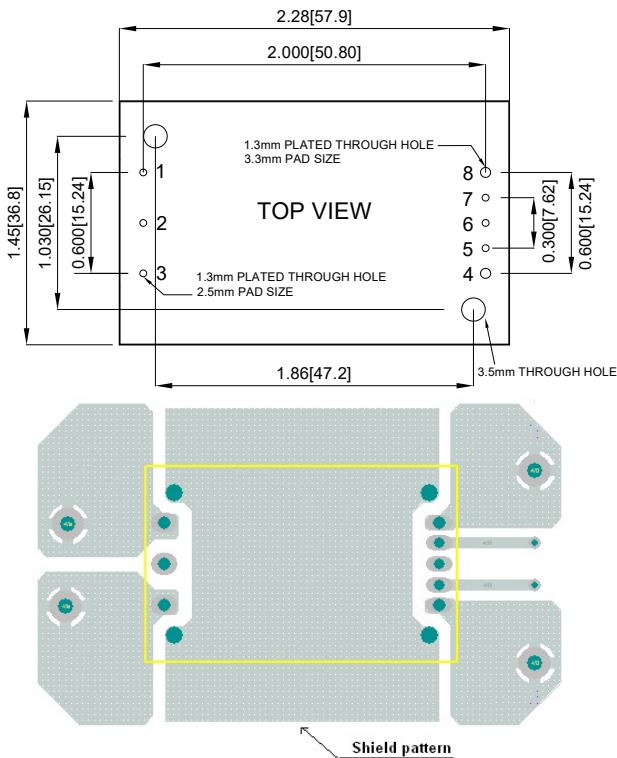 2.28[57.9]
2.000[50.80]
1.3mm PLATED THROUGH HOLE
3.3mm PAD SIZE
1
8
7
2
TOP VIEW
6
5
3
1.3mm PLATED THROUGH HOLE
2.5mm PAD SIZE
4
1.45[36.8]
1.030[26.15]
0.600[15.24]
0.300[7.62]
0.600[15.24]
1.86[47.2]
3.5mm THROUGH HOLE
Shield pattern